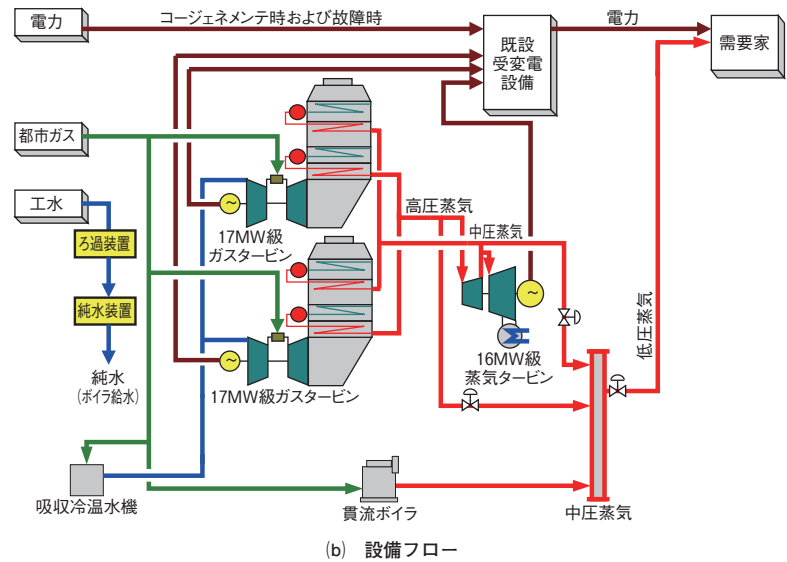 電力
コージェネメンテ時および故障時
既設
受変電
設備
電力
需要家
都市ガス
工水
ろ過装置
純水装置
純水
(ボイラ給水)
~
17MW級
ガスタービン
~
17MW級ガスタービン
高圧蒸気
中圧蒸気
~
16MW級
蒸気タービン
低圧蒸気
吸収冷温水機
貫流ボイラ
中圧蒸気
(b) 設備フロー